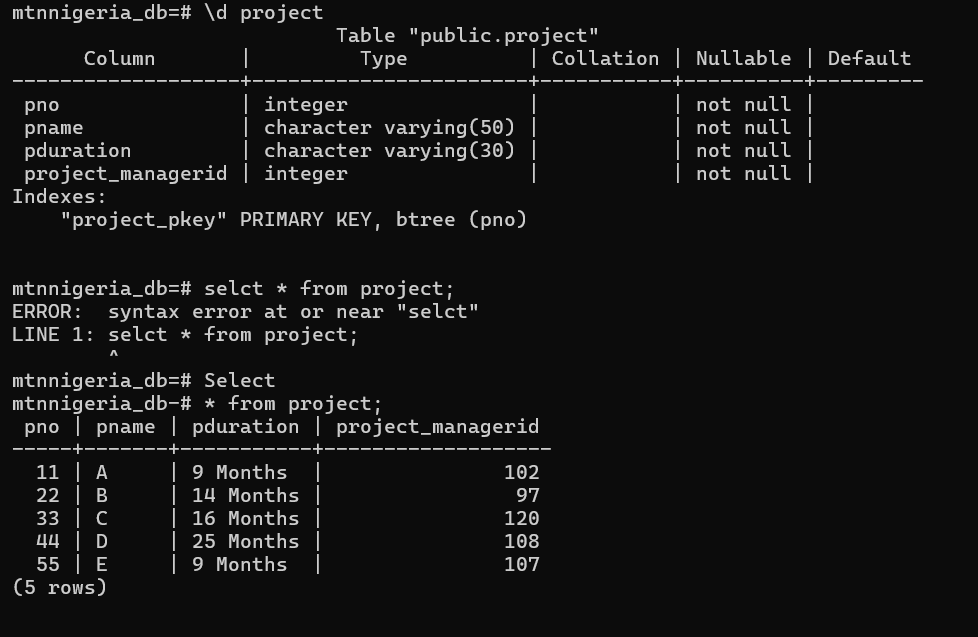 mtnnigeria_db=# \d project
                           Table "public.project"
      Column       |         Type          | Collation | Nullable | Default
-------------------+-----------------------+-----------+----------+---------
 pno               | integer               |           | not null |
 pname             | character varying(50) |           | not null |
 pduration         | character varying(30) |           | not null |
 project_managerid | integer               |           | not null |
Indexes:
    "project_pkey" PRIMARY KEY, btree (pno)

mtnnigeria_db=# selct * from project;
ERROR:  syntax error at or near "selct"
LINE 1: selct * from project;
        ^
mtnnigeria_db=# Select
mtnnigeria_db-# * from project;
 pno | pname | pduration | project_managerid
-----+-------+-----------+-------------------
  11 | A     | 9 Months  |               102
  22 | B     | 14 Months |                97
  33 | C     | 16 Months |               120
  44 | D     | 25 Months |               108
  55 | E     | 9 Months  |               107
(5 rows)